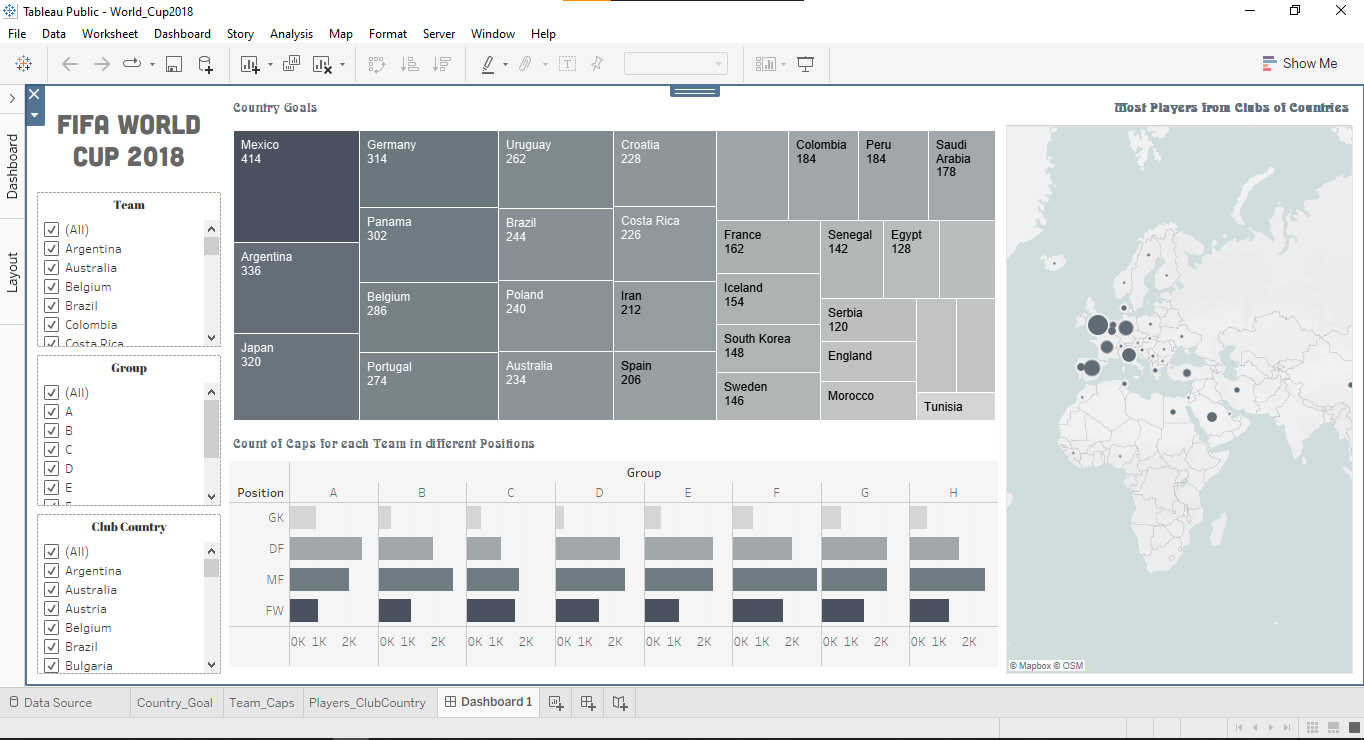 Tableau Public - World_Cup2018
File Data Worksheet Dashboard Story Analysis Map Format Server Window Help
Show Me
Dashboard
Layout
FIFA WORLD
CUP 2018
Team
(All)
Argentina
Australia
Belgium
Brazil
Colombia
Costa Rica
Group
(All)
A
B
C
D
E
Club Country
(All)
Argentina
Australia
Austria
Belgium
Brazil
Bulgaria
Country Goals
Mexico
414
Argentina
336
Japan
320
Germany
314
Panama
302
Belgium
286
Portugal
274
Uruguay
262
Brazil
244
Poland
240
Australia
234
Croatia
228
Costa Rica
226
Iran
212
Spain
206
Colombia
184
Peru
184
Saudi
Arabia
178
France
162
Iceland
154
South Korea
148
Sweden
146
Senegal
142
Egypt
128
Serbia
120
England
Morocco
Tunisia
Count of Caps for each Team in different Positions
Group
Position A B C D E F G H
GK
DF
MF
FW
0K 1K 2K 0K 1K 2K 0K 1K 2K 0K 1K 2K 0K 1K 2K 0K 1K 2K 0K 1K 2K 0K 1K 2K
Most Players from Clubs of Countries
© Mapbox © OSM
Data Source Country_Goal Team_Caps Players_ClubCountry Dashboard 1